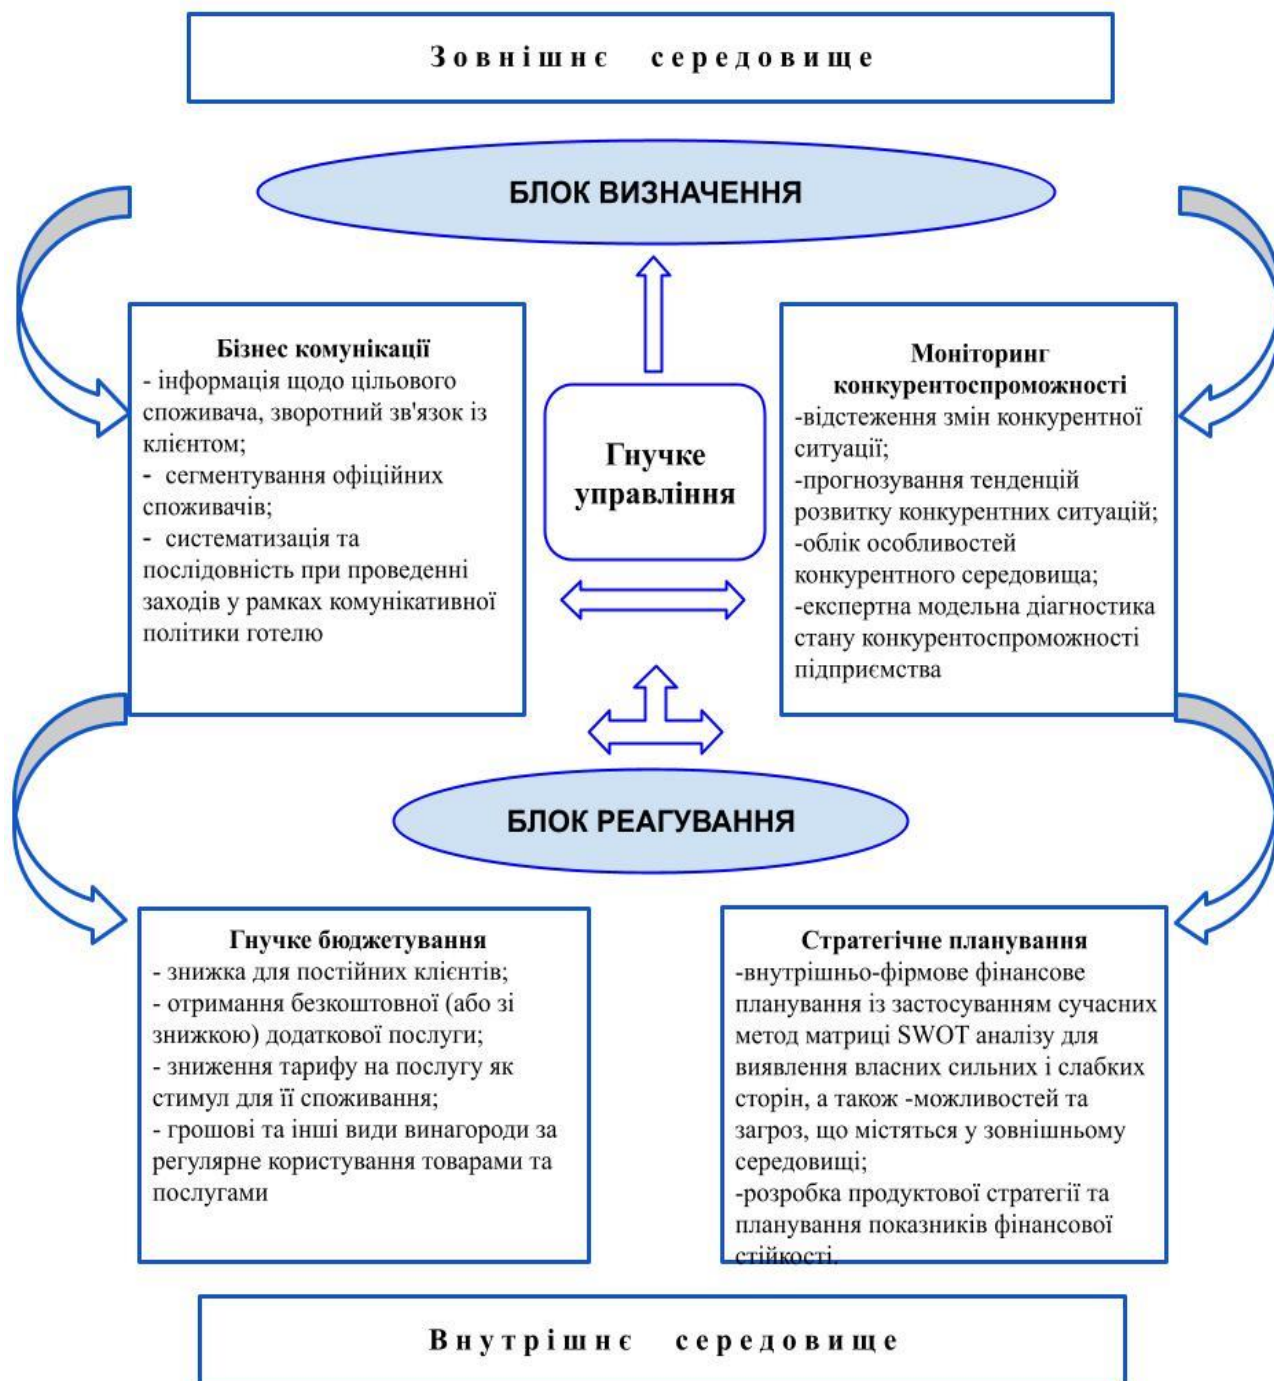 Зовнішнє середовище
БЛОК ВИЗНАЧЕННЯ
Бізнес комунікації
- інформація щодо цільового
споживача, зворотний зв'язок із
клієнтом;
- сегментування офіційних
споживачів;
- систематизація та
послідовність при проведенні
заходів у рамках комунікативної
політики готелю
Гнучке
управління
Моніторинг
конкурентоспроможності
-відстеження змін конкурентної
ситуації;
-прогнозування тенденцій
розвитку конкурентних ситуацій;
-облік особливостей
конкурентного середовища;
-експертна модельна діагностика
стану конкурентоспроможності
підприємства
БЛОК РЕАГУВАННЯ
Гнучке бюджетування
- знижка для постійних клієнтів;
- отримання безкоштовної (або зі
знижкою) додаткової послуги;
- зниження тарифу на послугу як
стимул для її споживання;
- грошові та інші види винагороди за
регулярне користування товарами та
послугами
Стратегічне планування
-внутрішньо-фірмове фінансове
планування із застосуванням сучасних
метод матриці SWOT аналізу для
виявлення власних сильних і слабких
сторін, а також -можливостей та
загроз, що містяться у зовнішньому
середовищі;
-розробка продуктової стратегії та
планування показників фінансової
стійкості.
Внутрішнє середовище